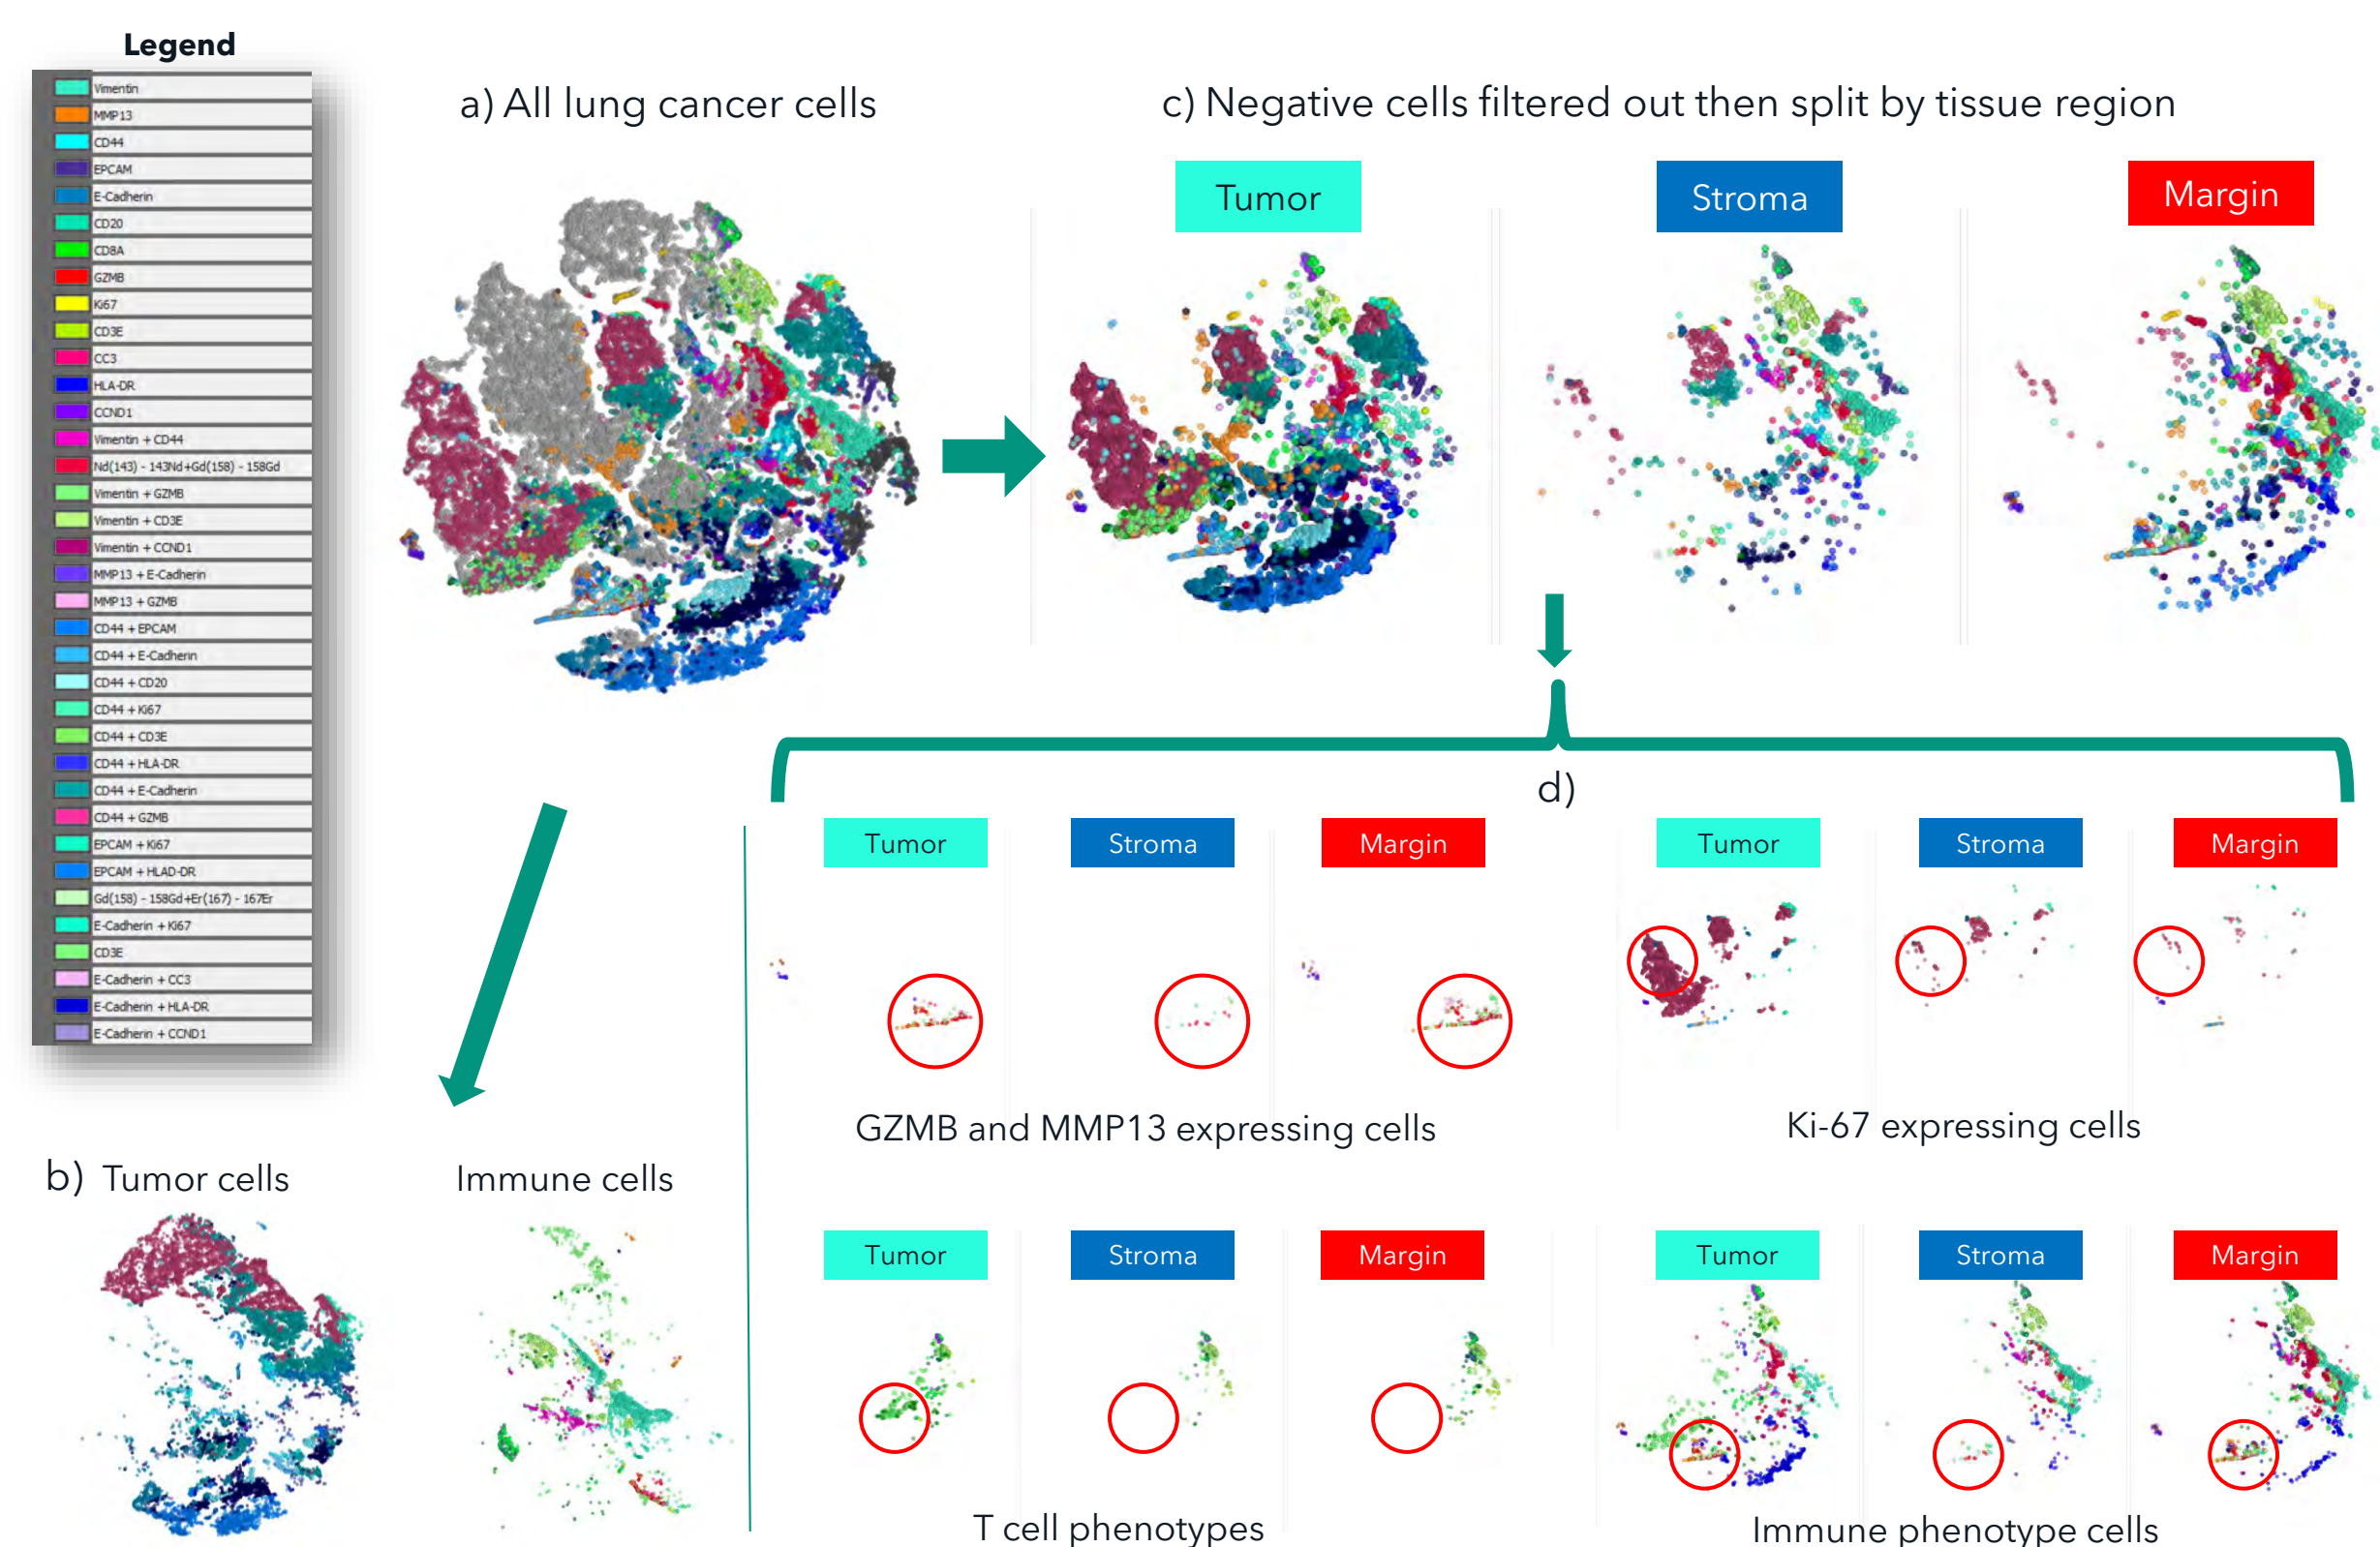 Legend
Vimentin
MMP13
CD44
EPCAM
E-Cadherin
CD20
CD8A
GZMB
Ki67
CD3E
CC3
HLA-DR
CCND1
Vimentin + CD44
Nd(143) - 143Nd+Gd(158) - 158Gd
Vimentin + GZMB
Vimentin + CD3E
Vimentin + CCND1
MMP13 + E-Cadherin
MMP13 + GZMB
CD44 + EPCAM
CD44 + E-Cadherin
CD44 + CD20
CD44 + Ki67
CD44 + CD3E
CD44 + HLA-DR
CD44 + E-Cadherin
CD44 + GZMB
EPCAM + Ki67
EPCAM + HLAD-DR
Gd(158) - 158Gd+Er(167) - 167Er
E-Cadherin + Ki67
CD3E
E-Cadherin + CC3
E-Cadherin + HLA-DR
E-Cadherin + CCND1
a) All lung cancer cells
c) Negative cells filtered out then split by tissue region
Tumor
Stroma
Margin
b) Tumor cells
Immune cells
d)
Tumor
Stroma
Margin
GZMB and MMP13 expressing cells
Tumor
Stroma
Margin
Ki-67 expressing cells
Tumor
Stroma
Margin
T cell phenotypes
Tumor
Stroma
Margin
Immune phenotype cells